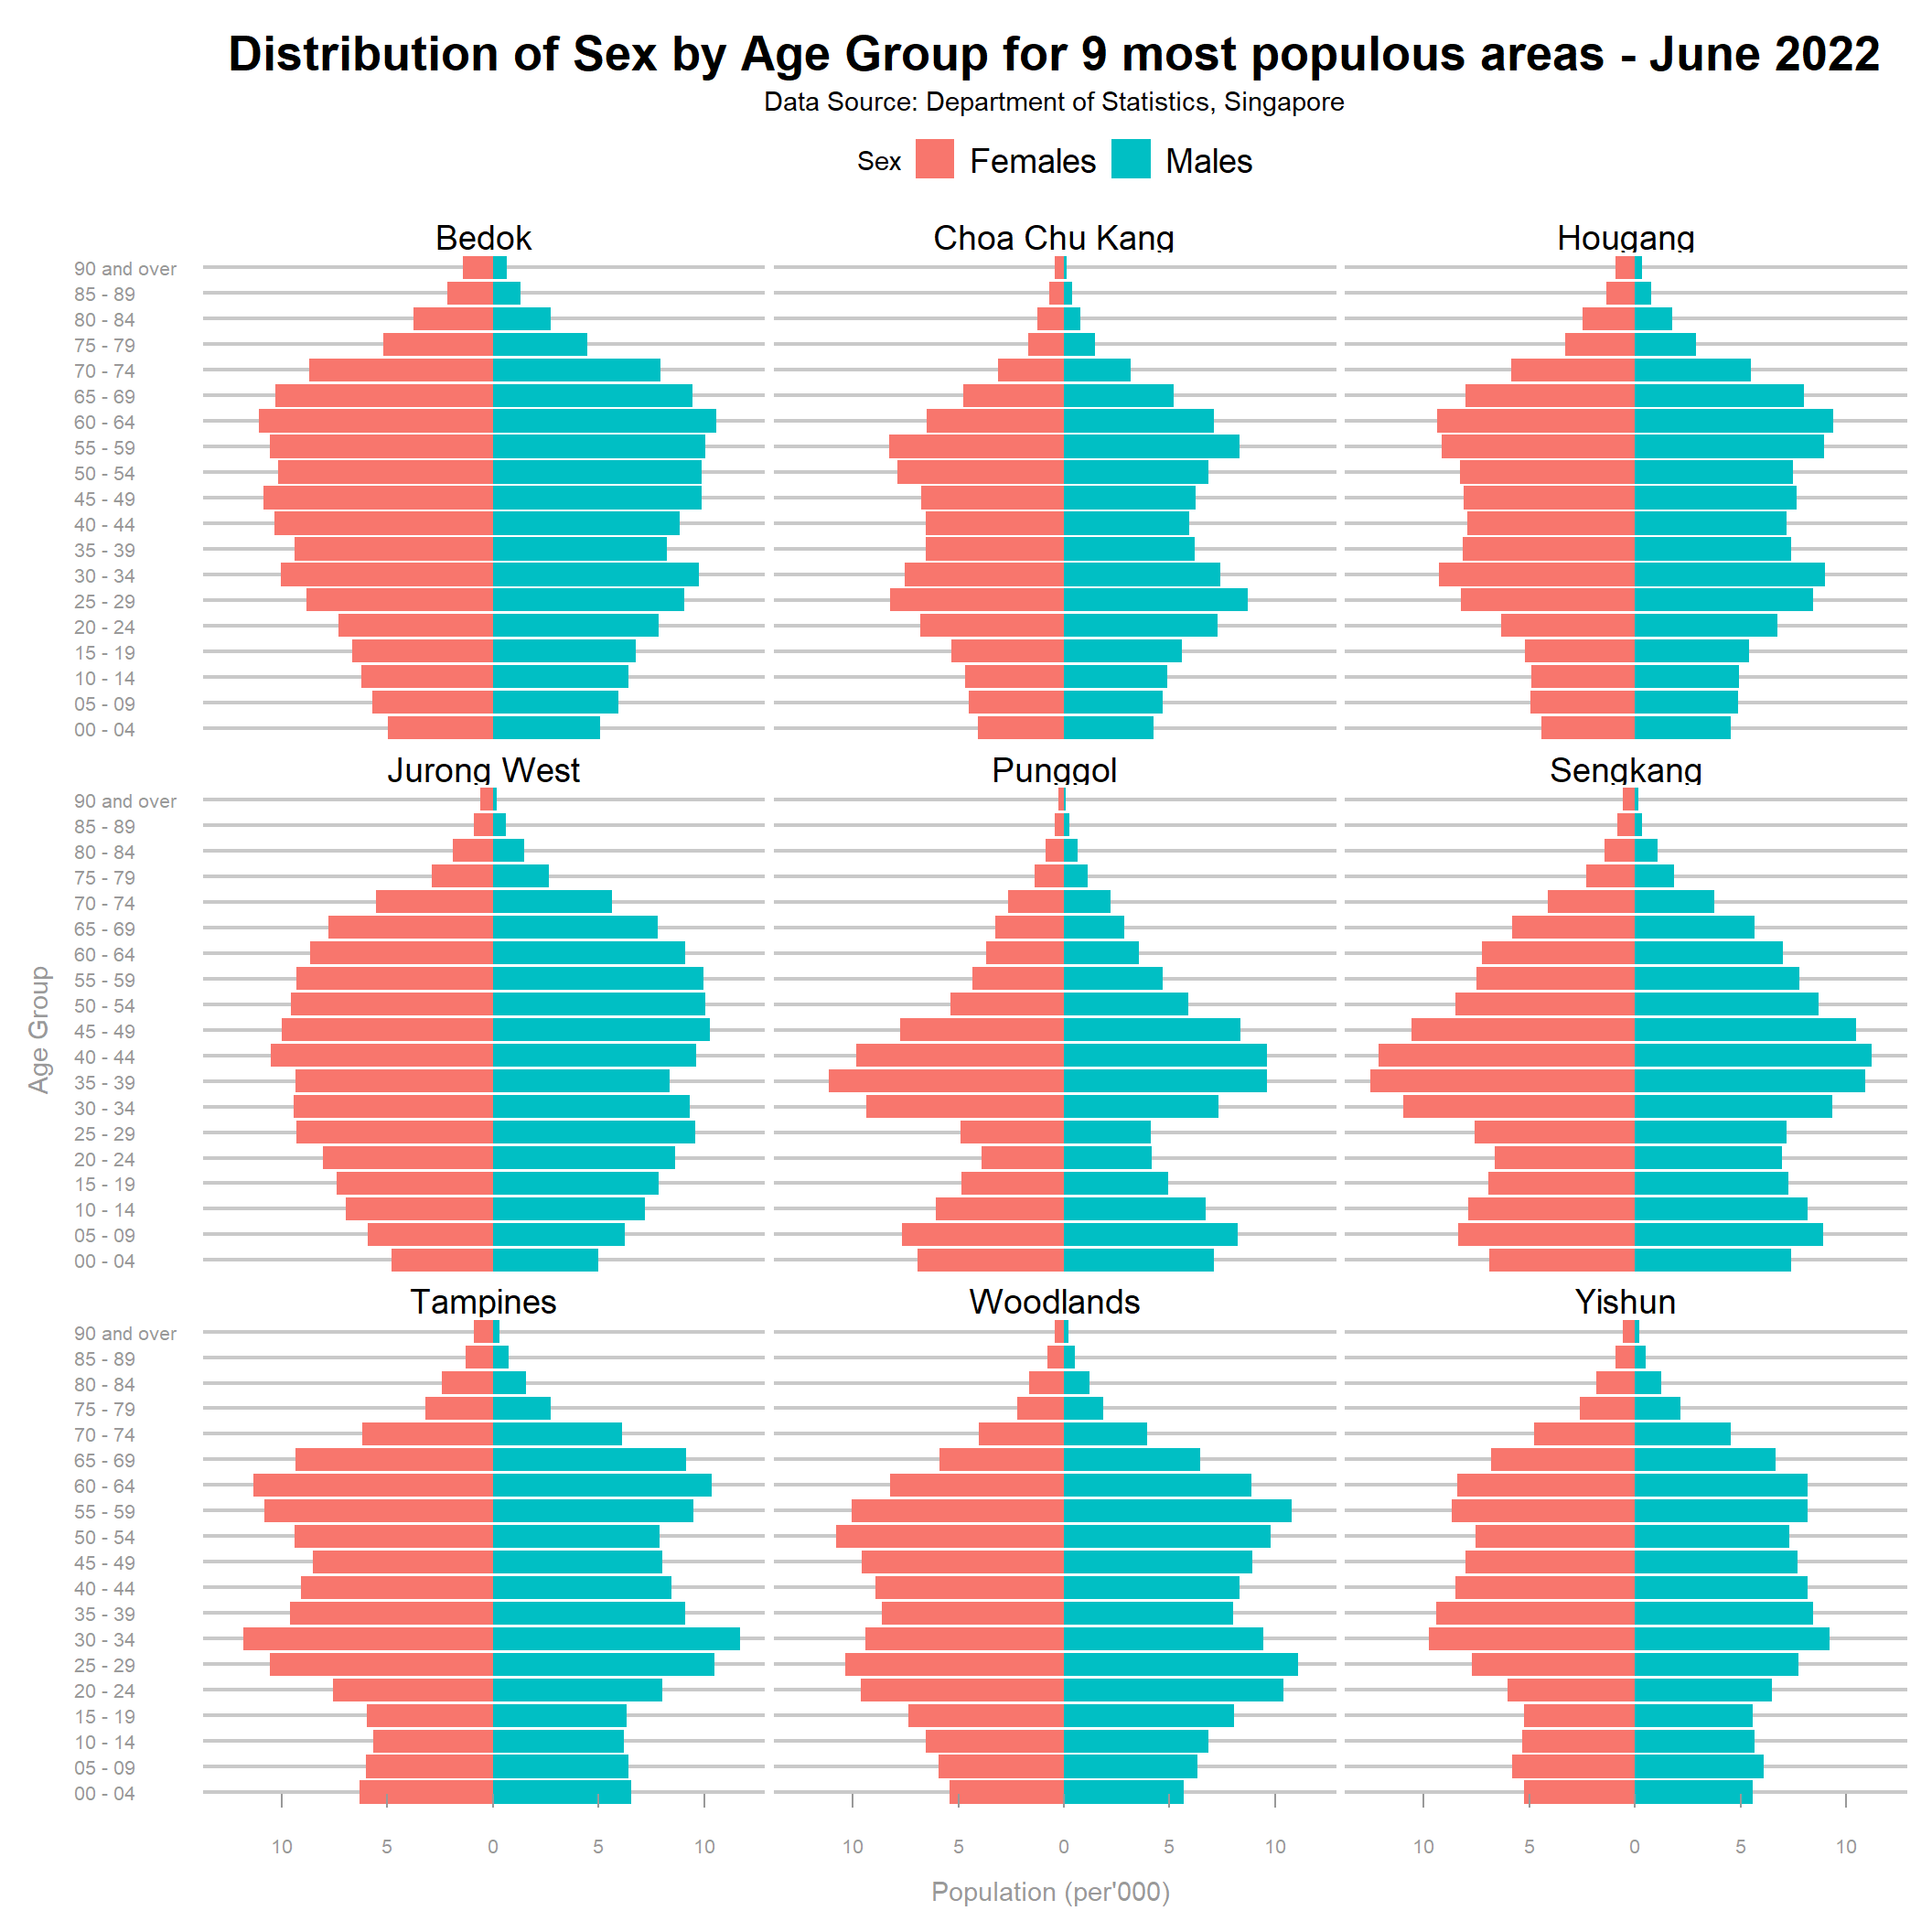 Distribution of Sex by Age Group for 9 most populous areas - June 2022
Data Source: Department of Statistics, Singapore
Sex Females Males
Bedok Choa Chu Kang Hougang
90 and over
85 - 89
80 - 84
75 - 79
70 - 74
65 - 69
60 - 64
55 - 59
50 - 54
45 - 49
40 - 44
35 - 39
30 - 34
25 - 29
20 - 24
15 - 19
10 - 14
05 - 09
00 - 04
Jurong West Punggol Sengkang
90 and over
85 - 89
80 - 84
75 - 79
70 - 74
65 - 69
60 - 64
55 - 59
50 - 54
45 - 49
40 - 44
35 - 39
30 - 34
25 - 29
20 - 24
15 - 19
10 - 14
05 - 09
00 - 04
Age Group
Tampines Woodlands Yishun
90 and over
85 - 89
80 - 84
75 - 79
70 - 74
65 - 69
60 - 64
55 - 59
50 - 54
45 - 49
40 - 44
35 - 39
30 - 34
25 - 29
20 - 24
15 - 19
10 - 14
05 - 09
00 - 04
10 5 0 5 10 10 5 0 5 10 10 5 0 5 10
Population (per'000)